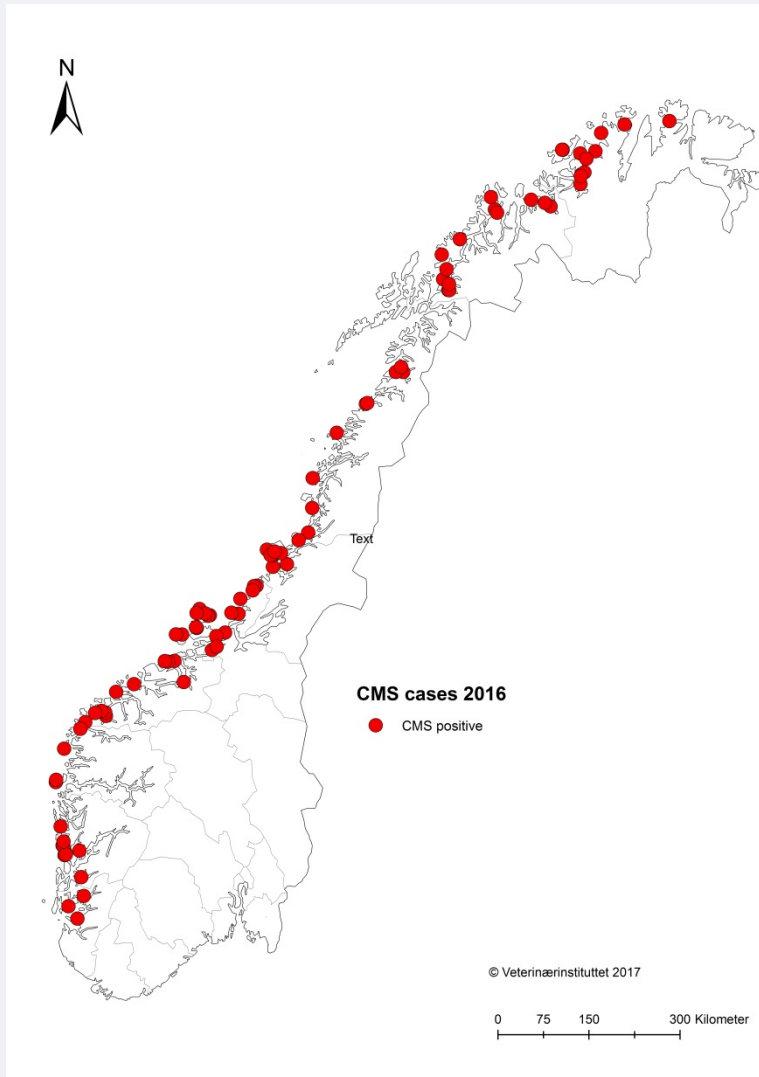 N
Text
CMS cases 2016
CMS positive
© Veterinærinstituttet 2017
0 75 150 300 Kilometer